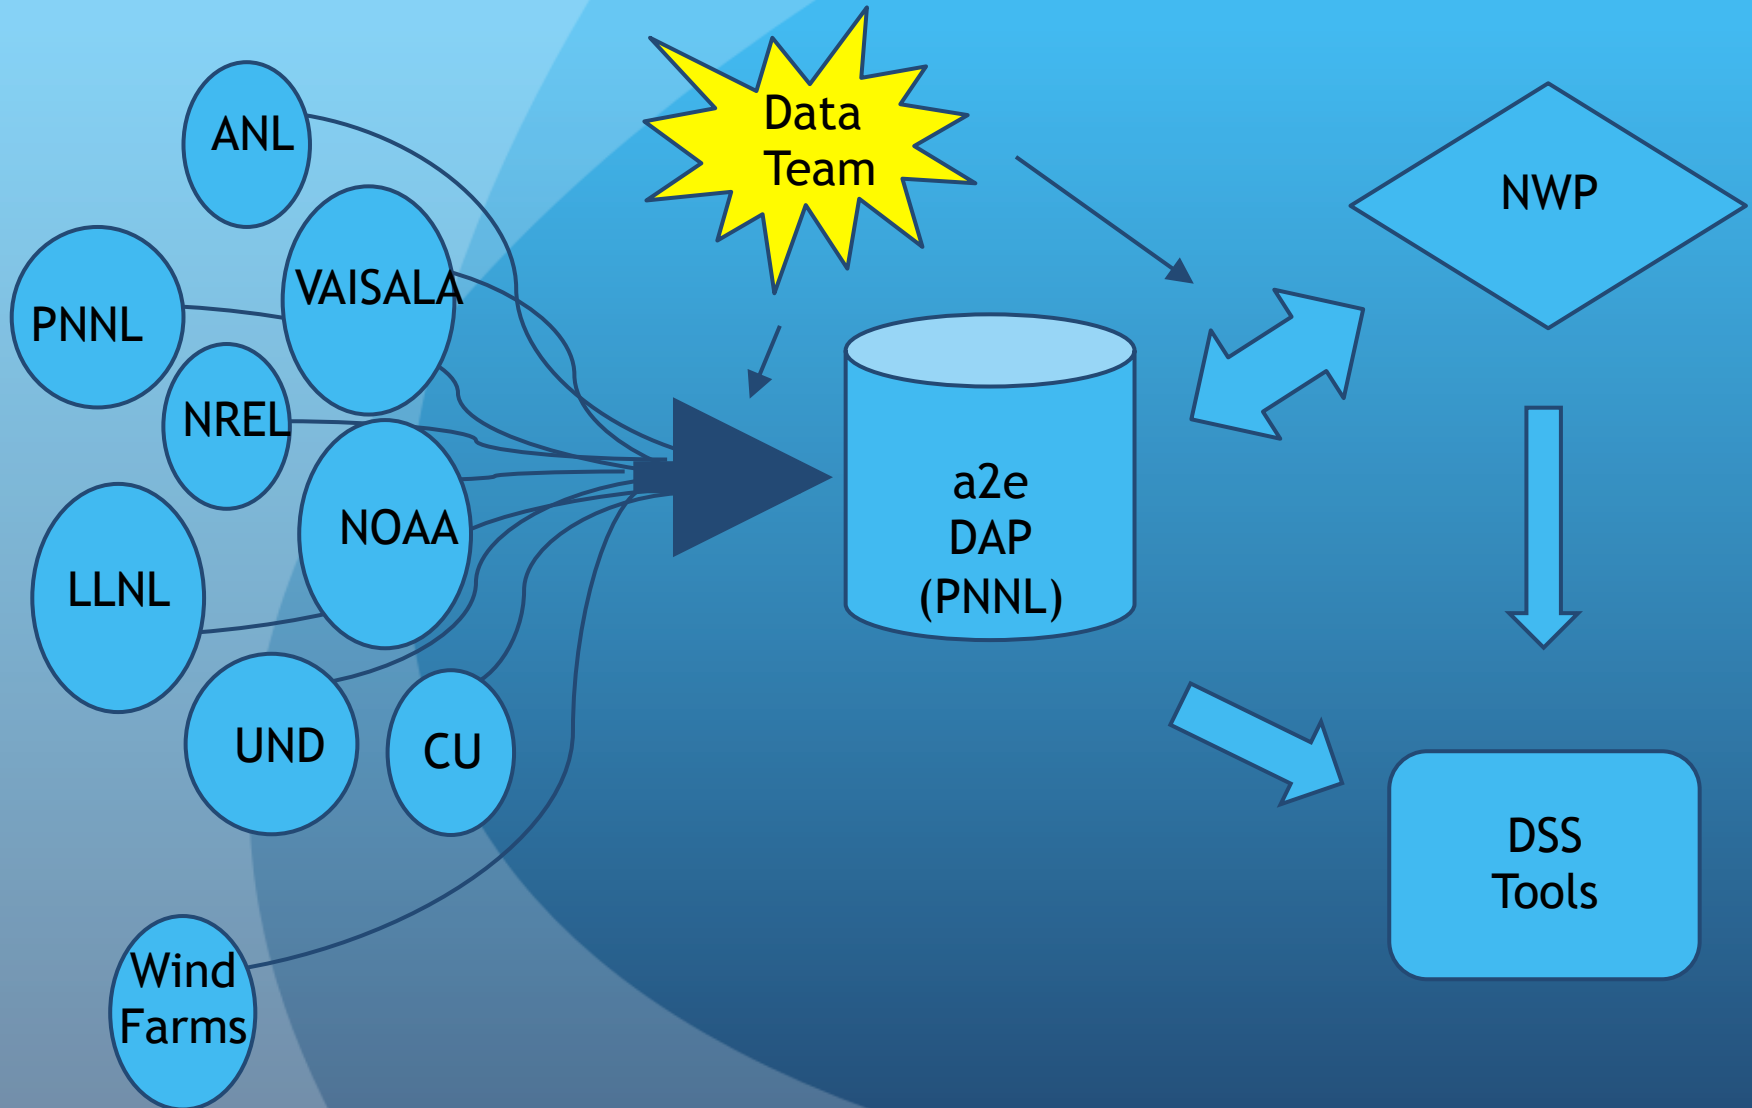 ANL
VAISALA
PNNL
NREL
NOAA
LLNL
UND
CU
Wind
Farms
Data
Team
a2e
DAP
(PNNL)
NWP
DSS
Tools